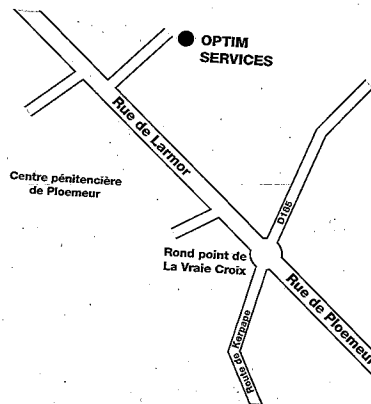 OPTIM
SERVICES
Rue de Larmor
Centre pénitencière
de Ploemeur
D185
Rond point de
La Vraie Croix
Rue de Ploemeur
Route de Kerpape